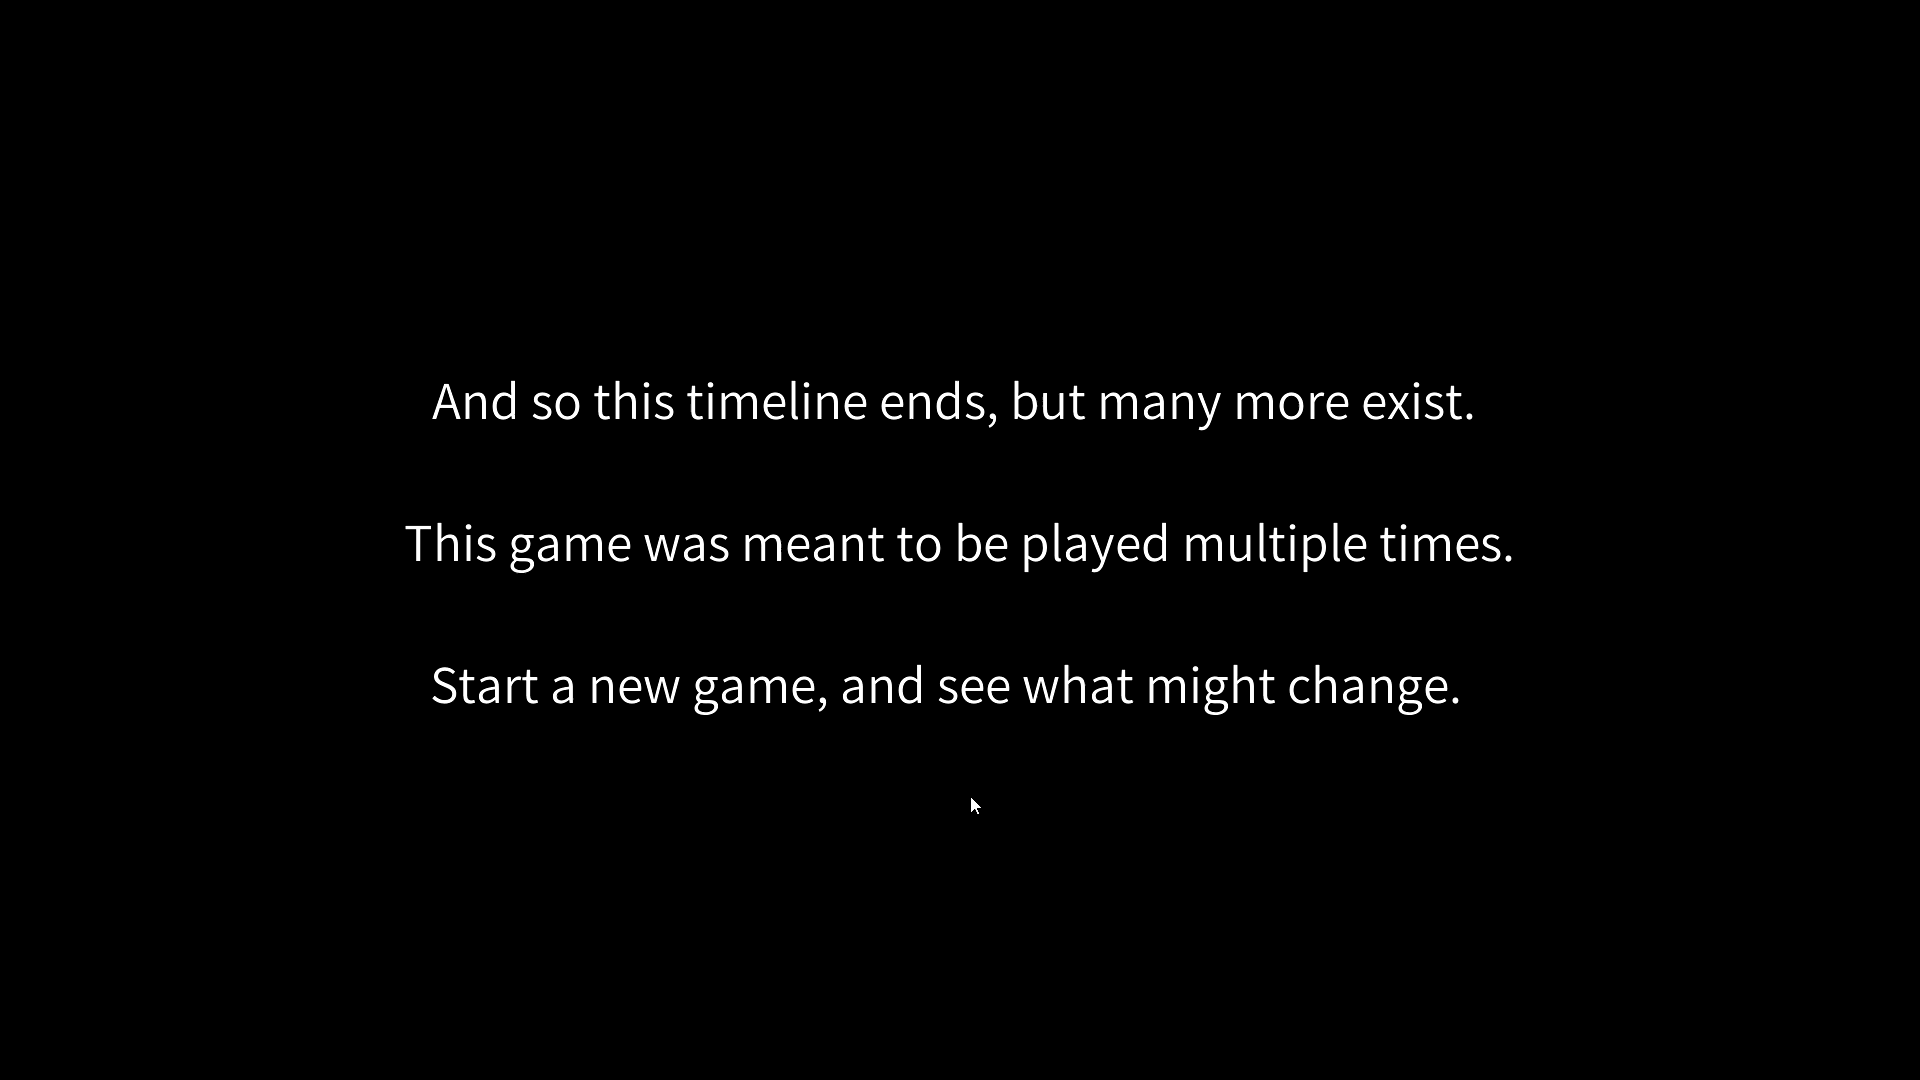 And so this timeline ends, but many more exist.
This game was meant to be played multiple times.
Start a new game, and see what might change.